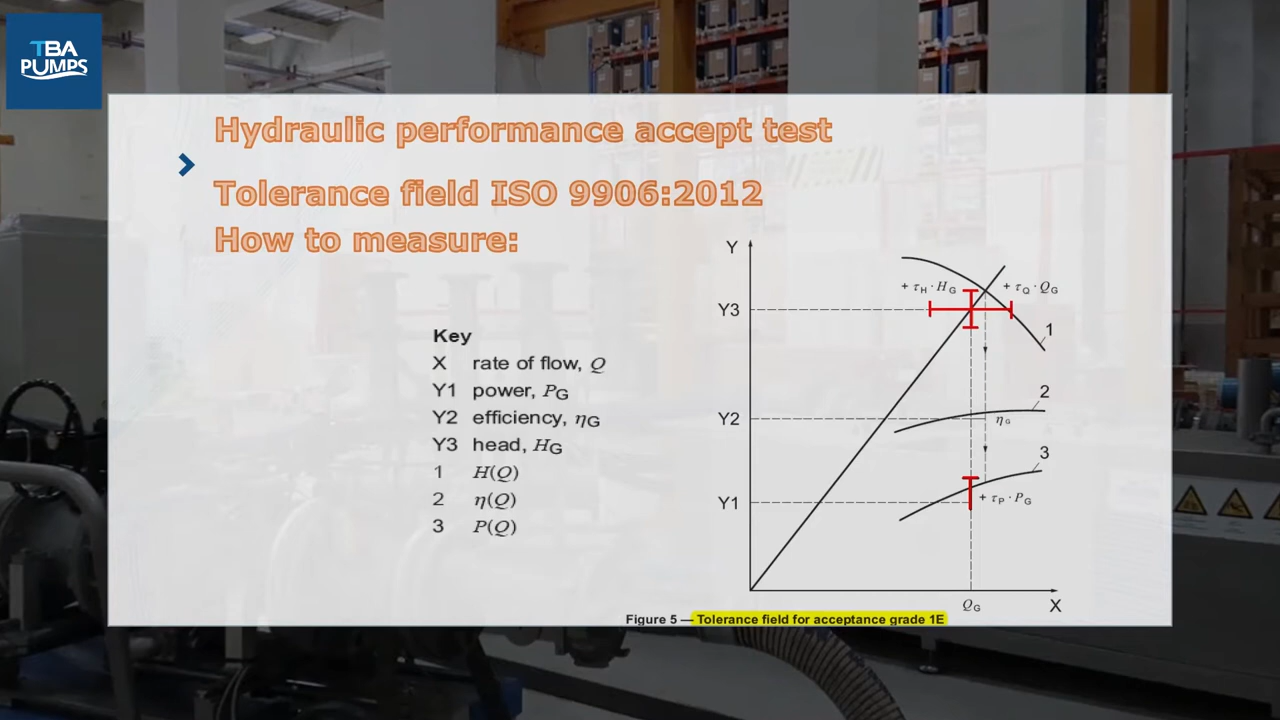 TBA
PUMPS
Hydraulic performance accept test
Tolerance field ISO 9906:2012
How to measure:
Key
X rate of flow, Q
Y1 power, PG
Y2 efficiency, ηG
Y3 head, HG
1 H(Q)
2 η(Q)
3 P(Q)
Y
+ τH · HG
+ τQ · QG
Y3
1
2
Y2
ηG
3
Y1
+ τP · PG
QG
X
Figure 5 — Tolerance field for acceptance grade 1E